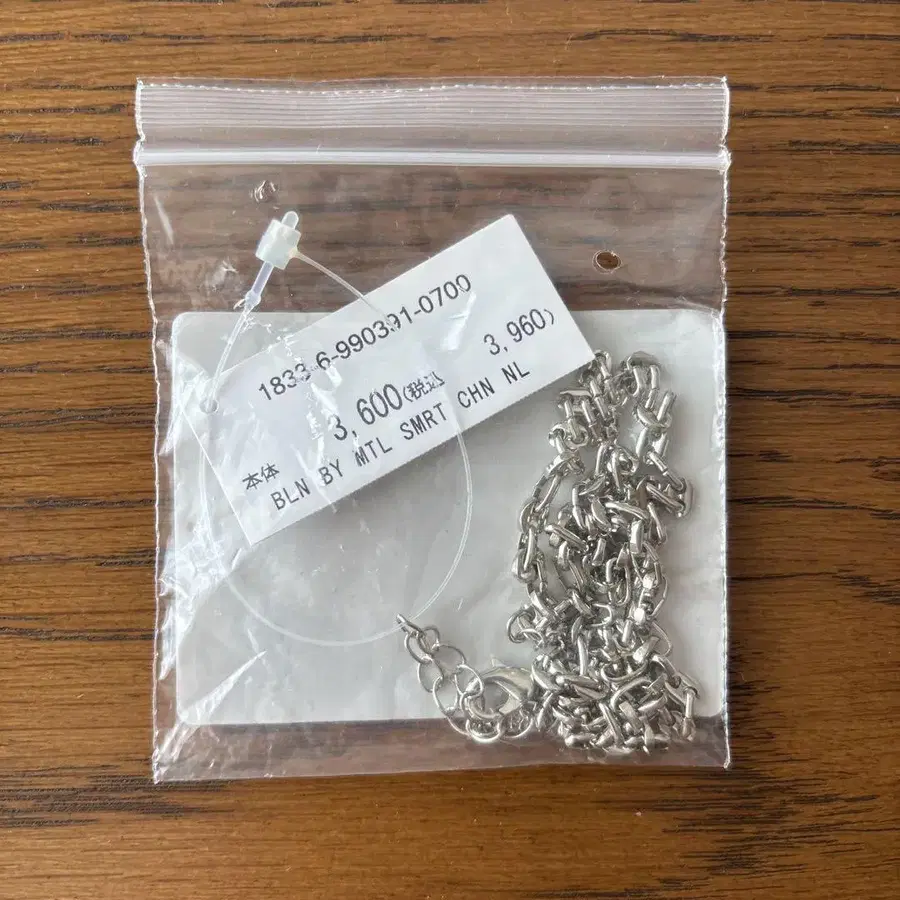 1833-6-990391-0700
本体 3,600(税込 3,960)
BLN BY MTL SMRT CHN NL